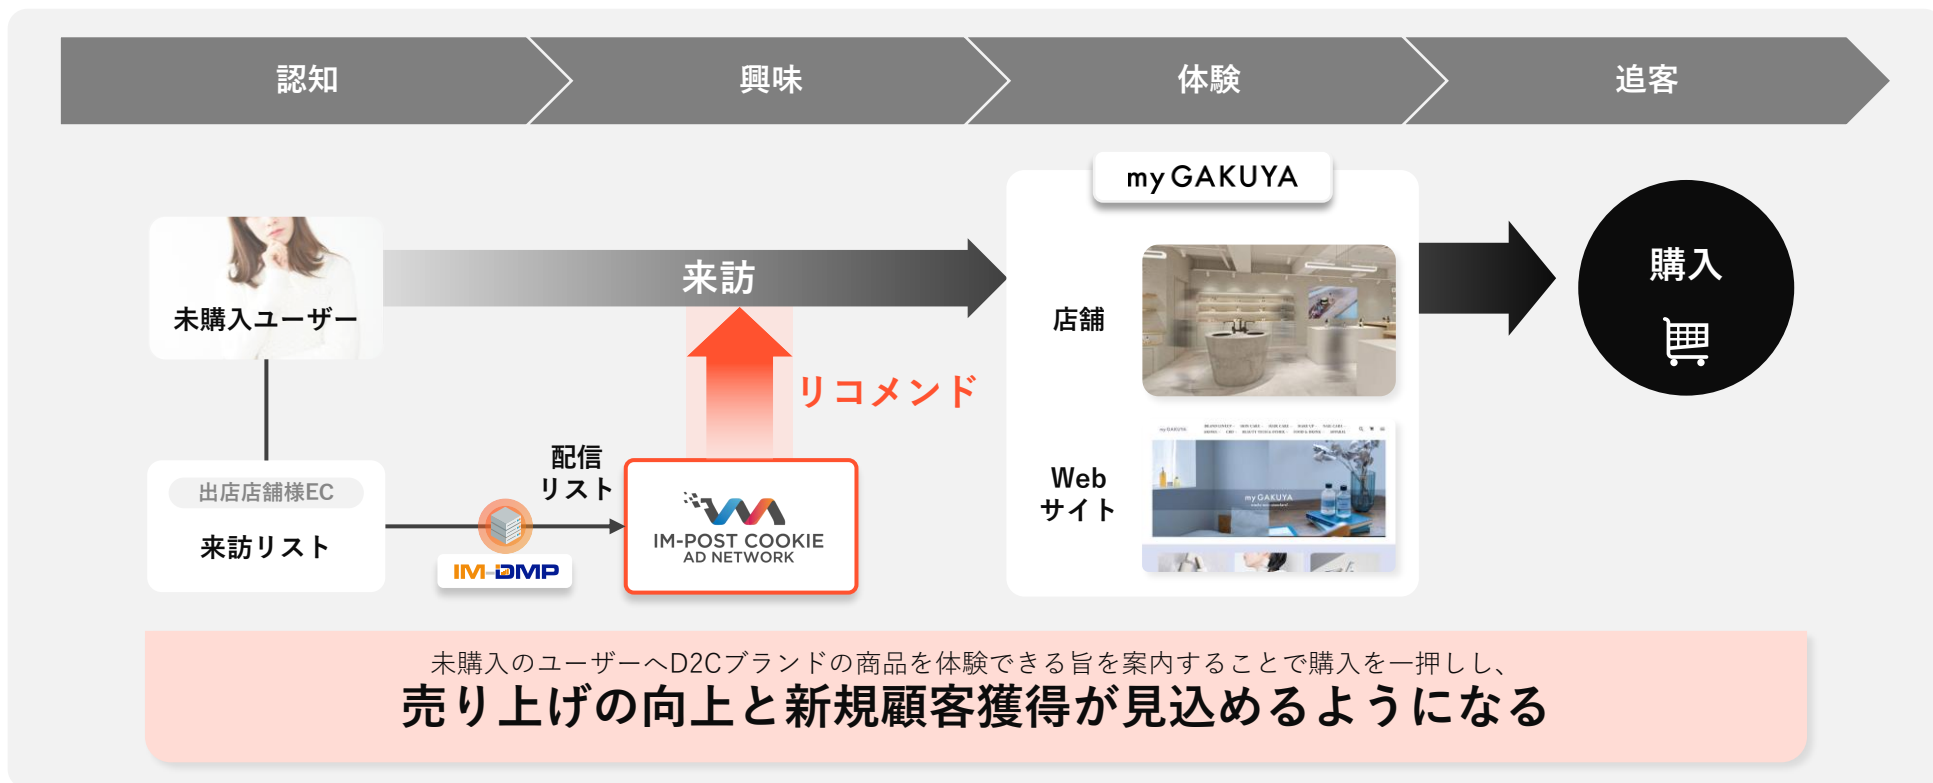 認知
興味
体験
追客
未購入ユーザー
来訪
リコメンド
出店店舗様EC
来訪リスト
配信
リスト
IM-DMP
IM-POST COOKIE
AD NETWORK
my GAKUYA
店舗
Web
サイト
my GAKUYA
my GAKUYA
購入
未購入のユーザーへD2Cブランドの商品を体験できる旨を案内することで購入を一押しし、
売り上げの向上と新規顧客獲得が見込めるようになる